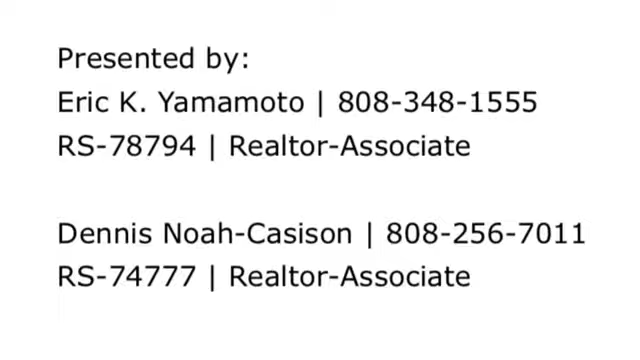 Presented by:
Eric K. Yamamoto | 808-348-1555
RS-78794 | Realtor-Associate
Dennis Noah-Casison | 808-256-7011
RS-74777 | Realtor-Associate